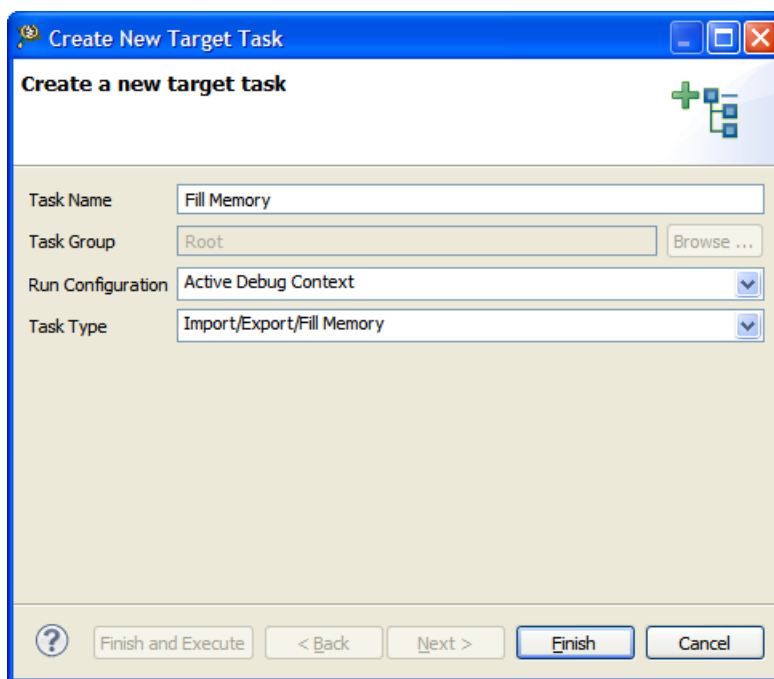 Create New Target Task
Create a new target task
Task Name Fill Memory
Task Group Root Browse ...
Run Configuration Active Debug Context
Task Type Import/Export/Fill Memory
? Finish and Execute < Back Next > Finish Cancel